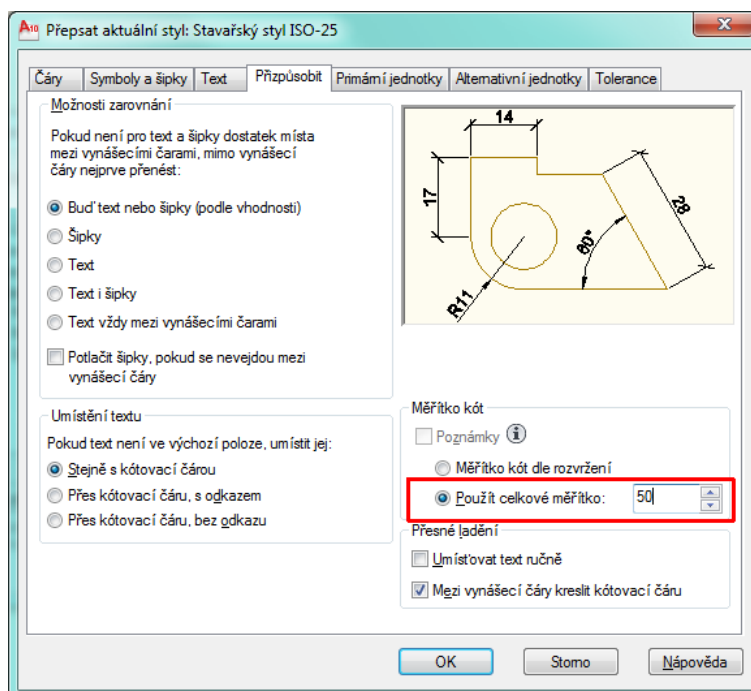 A10 Přepsat aktuální styl: Stavařský styl ISO-25
Čáry Symboly a šipky Text Přizpůsobit Primární jednotky Alternativní jednotky Tolerance
Možnosti zarovnání
Pokud není pro text a šipky dostatek místa
mezi vynášecími čarami, mimo vynášecí
čáry nejprve přenést:
Buď text nebo šipky (podle vhodnosti)
Šipky
Text
Text i šipky
Text vždy mezi vynášecími čarami
Potlačit šipky, pokud se nevejdou mezi
vynášecí čáry
14
17
28
60°
R11
Umístění textu
Pokud text není ve výchozí poloze, umístit jej:
Stejně s kótovací čárou
Přes kótovací čáru, s odkazem
Přes kótovací čáru, bez odkazu
Měřítko kót
Poznámky
Měřítko kót dle rozvržení
Použít celkové měřítko: 50
Přesné ladění
Umísťovat text ručně
Mezi vynášecí čáry kreslit kótovací čáru
OK Storno Nápověda